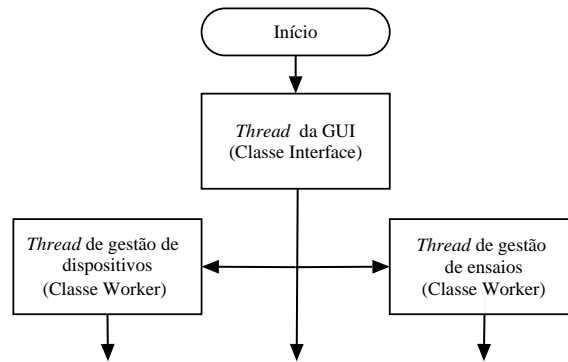 Início
Thread da GUI
(Classe Interface)
Thread de gestão de
dispositivos
(Classe Worker)
Thread de gestão
de ensaios
(Classe Worker)